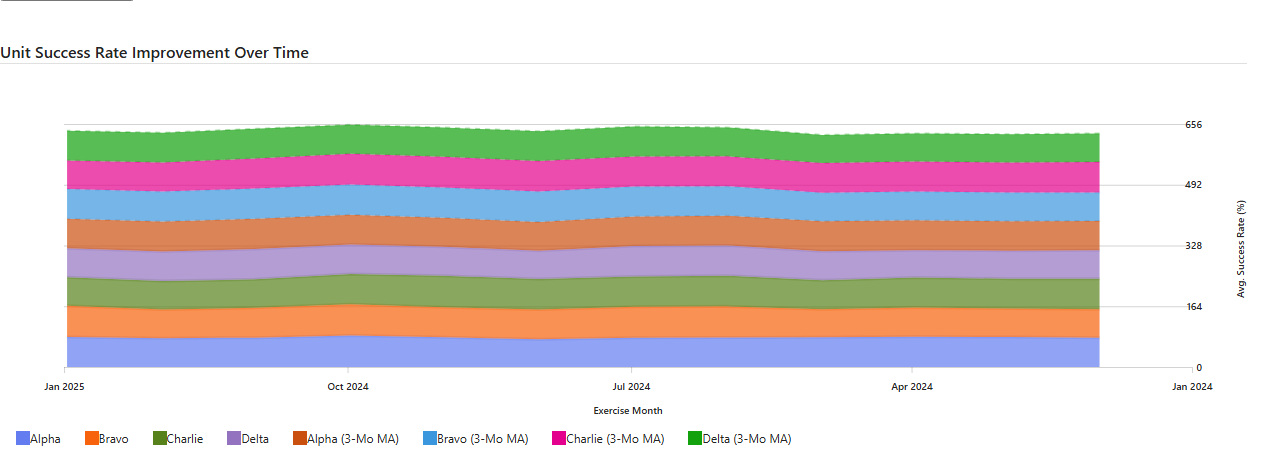 Unit Success Rate Improvement Over Time
656
492
328
164
0
Avg. Success Rate (%)
Jan 2025 Oct 2024 Jul 2024 Apr 2024 Jan 2024
Exercise Month
Alpha Bravo Charlie Delta Alpha (3-Mo MA) Bravo (3-Mo MA) Charlie (3-Mo MA) Delta (3-Mo MA)